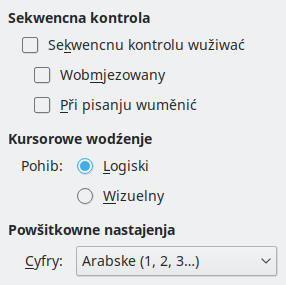 Sekwencna kontrola
Sekwencnu kontrolu wužiwać
Wobmjezowany
Při pisanju wuměnić
Kursorowe wodźenje
Pohib: Logiski
Wizuelny
Powšitkowne nastajenja
Cyfry: Arabske (1, 2, 3…)